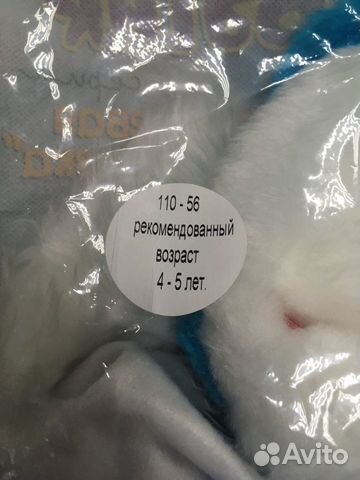 110 - 56
рекомендованный
возраст
4 - 5 лет.
Avito